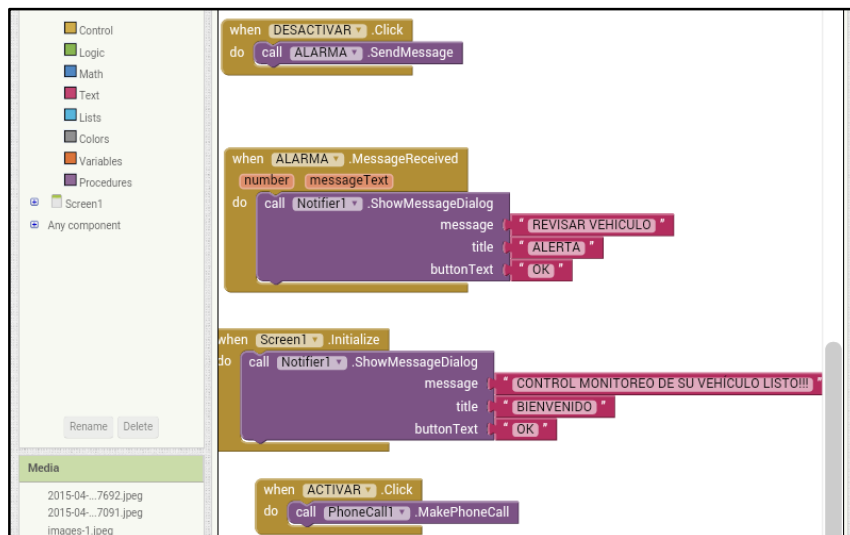 Control
Logic
Math
Text
Lists
Colors
Variables
Procedures
Screen1
Any component
Rename Delete
Media
2015-04-...7692.jpeg
2015-04-...7091.jpeg
images-1.jpeg
when DESACTIVAR .Click
do call ALARMA .SendMessage
when ALARMA .MessageReceived
number messageText
do call Notifier1 .ShowMessageDialog
message " REVISAR VEHICULO "
title " ALERTA "
buttonText " OK "
when Screen1 .Initialize
do call Notifier1 .ShowMessageDialog
message " CONTROL MONITOREO DE SU VEHÍCULO LISTO!!! "
title " BIENVENIDO "
buttonText " OK "
when ACTIVAR .Click
do call PhoneCall1 .MakePhoneCall